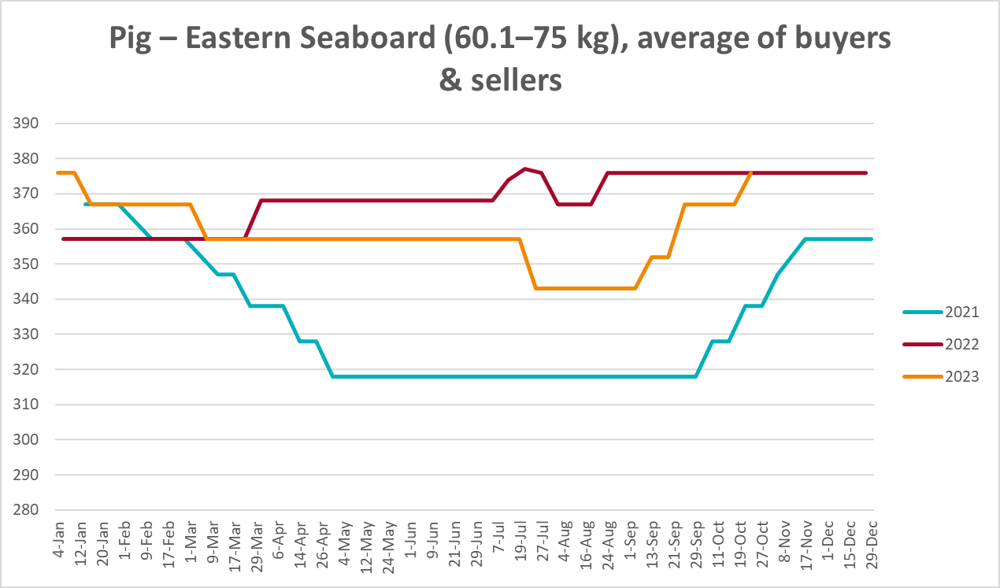 Pig – Eastern Seaboard (60.1–75 kg), average of buyers
& sellers
390
380
370
360
350
340
330
320
310
300
290
280
4-Jan
12-Jan
20-Jan
1-Feb
9-Feb
17-Feb
1-Mar
9-Mar
17-Mar
29-Mar
6-Apr
14-Apr
26-Apr
4-May
12-May
24-May
1-Jun
9-Jun
21-Jun
29-Jun
7-Jul
19-Jul
27-Jul
4-Aug
16-Aug
24-Aug
1-Sep
13-Sep
21-Sep
29-Sep
11-Oct
19-Oct
27-Oct
8-Nov
17-Nov
1-Dec
15-Dec
29-Dec
2021
2022
2023